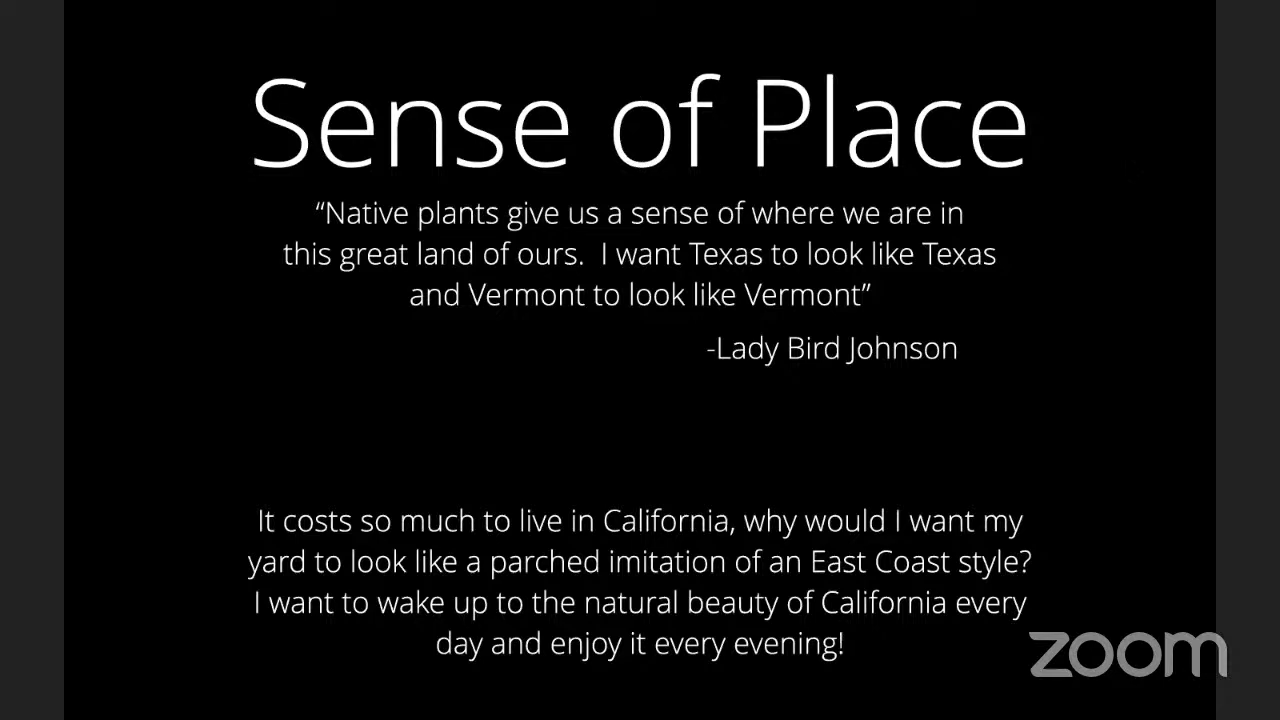 Sense of Place
“Native plants give us a sense of where we are in
this great land of ours.  I want Texas to look like Texas
and Vermont to look like Vermont”
-Lady Bird Johnson
It costs so much to live in California, why would I want my
yard to look like a parched imitation of an East Coast style?
I want to wake up to the natural beauty of California every
day and enjoy it every evening!
zoom